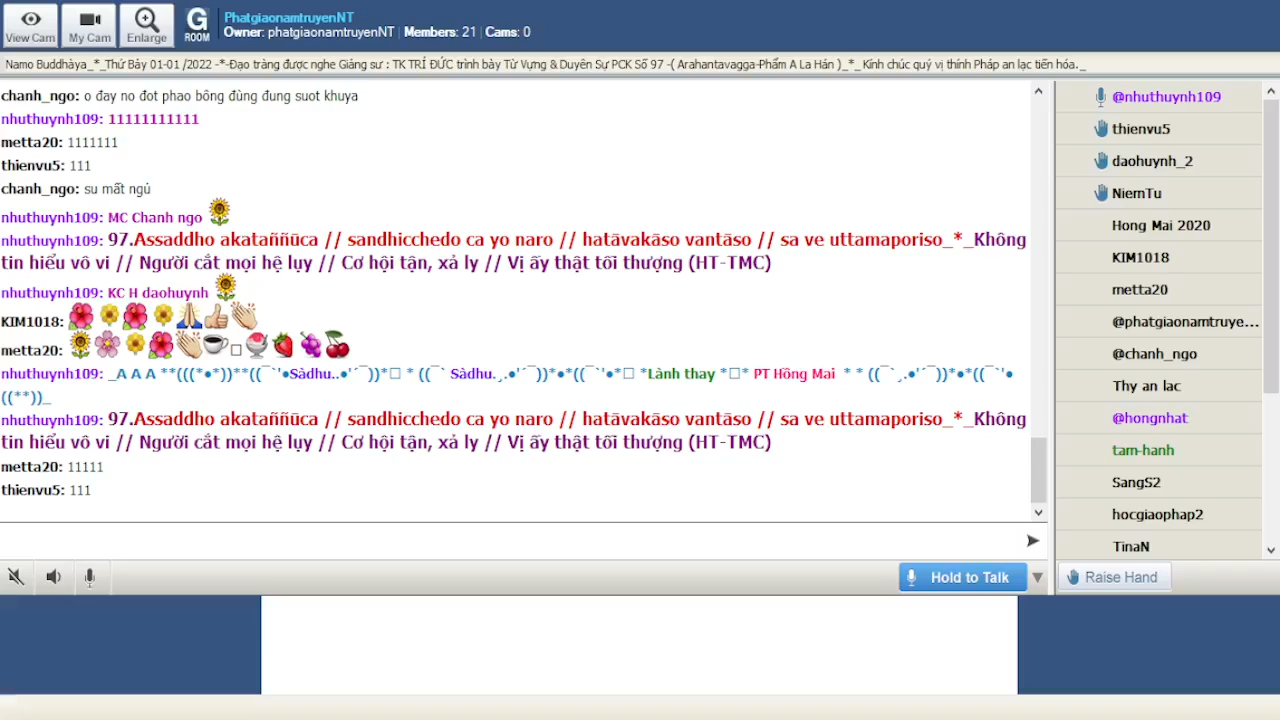 View Cam
My Cam
Enlarge
G
ROOM
PhatgiaonamtruyenNT
Owner: phatgiaonamtruyenNT | Members: 21 | Cams: 0
Namo Buddhàya_*_Thứ Bảy 01-01 /2022 -*-Đạo tràng được nghe Giảng sư : TK TRÍ ĐỨC trình bày Từ Vựng & Duyên Sự PCK Số 97 -( Arahantavagga-Phẩm A La Hán )_*_ Kính chúc quý vị thính Pháp an lạc tiến hóa._
chanh_ngo: o đay no đot phao bông đùng đung suot khuya
nhuthuynh109: 11111111111
metta20: 1111111
thienvu5: 111
chanh_ngo: su mất ngủ
nhuthuynh109: MC Chanh ngo
nhuthuynh109: 97.Assaddho akataññūca // sandhicchedo ca yo naro // hatāvakāso vantāso // sa ve uttamaporiso_*_Không
tin hiểu vô vi // Người cắt mọi hệ lụy // Cơ hội tận, xả ly // Vị ấy thật tối thượng (HT-TMC)
nhuthuynh109: KC H daohuynh
KIM1018:
metta20:
nhuthuynh109: _A A A **(((*•*))**((¯`'•Sàdhu..•'´¯))*□ * ((¯` Sàdhu.¸.•'´¯))*•*((¯`'•*□ *Lành thay *□* PT Hồng Mai * * ((¯`¸.•'´¯))*•*((¯`'•
((**))_
nhuthuynh109: 97.Assaddho akataññūca // sandhicchedo ca yo naro // hatāvakāso vantāso // sa ve uttamaporiso_*_Không
tin hiểu vô vi // Người cắt mọi hệ lụy // Cơ hội tận, xả ly // Vị ấy thật tối thượng (HT-TMC)
metta20: 11111
thienvu5: 111
Hold to Talk
@nhuthuynh109
thienvu5
daohuynh_2
NiemTu
Hong Mai 2020
KIM1018
metta20
@phatgiaonamtruye...
@chanh_ngo
Thy an lac
@hongnhat
tam-hanh
SangS2
hocgiaophap2
TinaN
Raise Hand